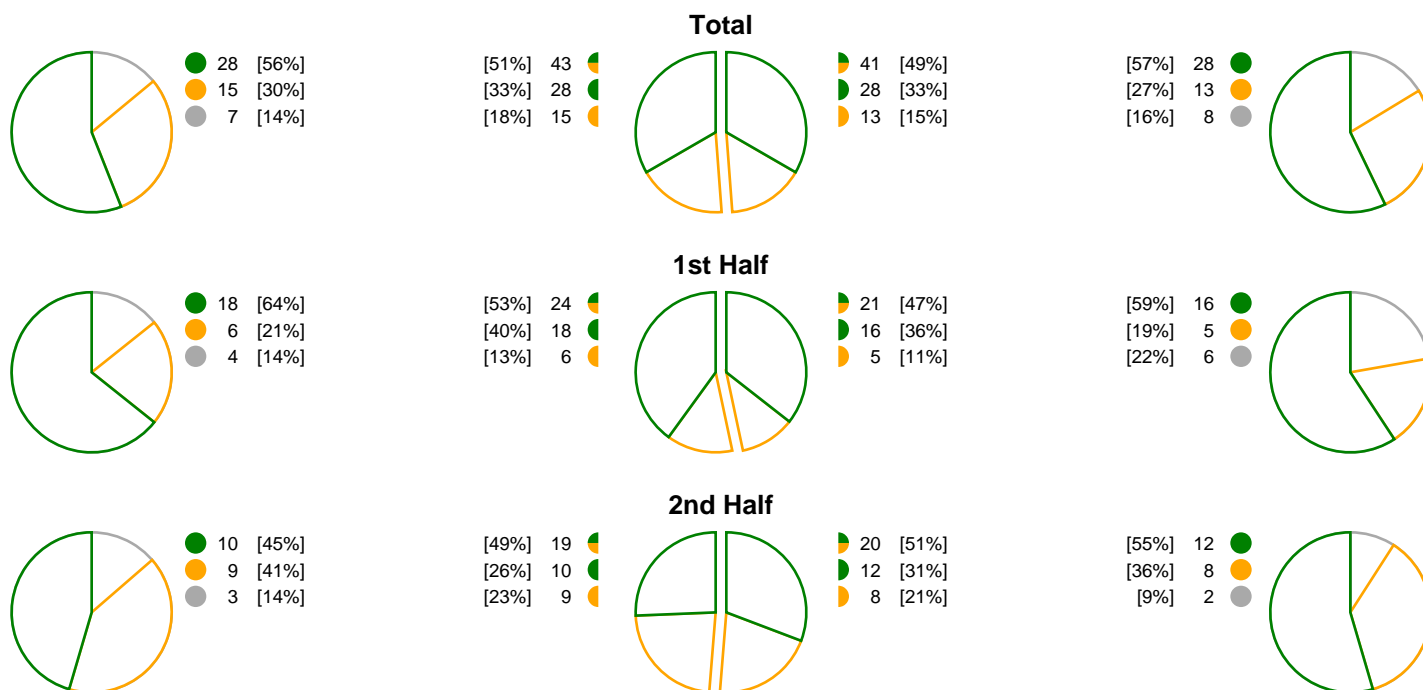 Total
28 [56%] [51%] 43 41 [49%] [57%] 28
15 [30%] [33%] 28 28 [33%] [27%] 13
7 [14%] [18%] 15 13 [15%] [16%] 8
1st Half
18 [64%] [53%] 24 21 [47%] [59%] 16
6 [21%] [40%] 18 16 [36%] [19%] 5
4 [14%] [13%] 6 5 [11%] [22%] 6
2nd Half
10 [45%] [49%] 19 20 [51%] [55%] 12
9 [41%] [26%] 10 12 [31%] [36%] 8
3 [14%] [23%] 9 8 [21%] [9%] 2